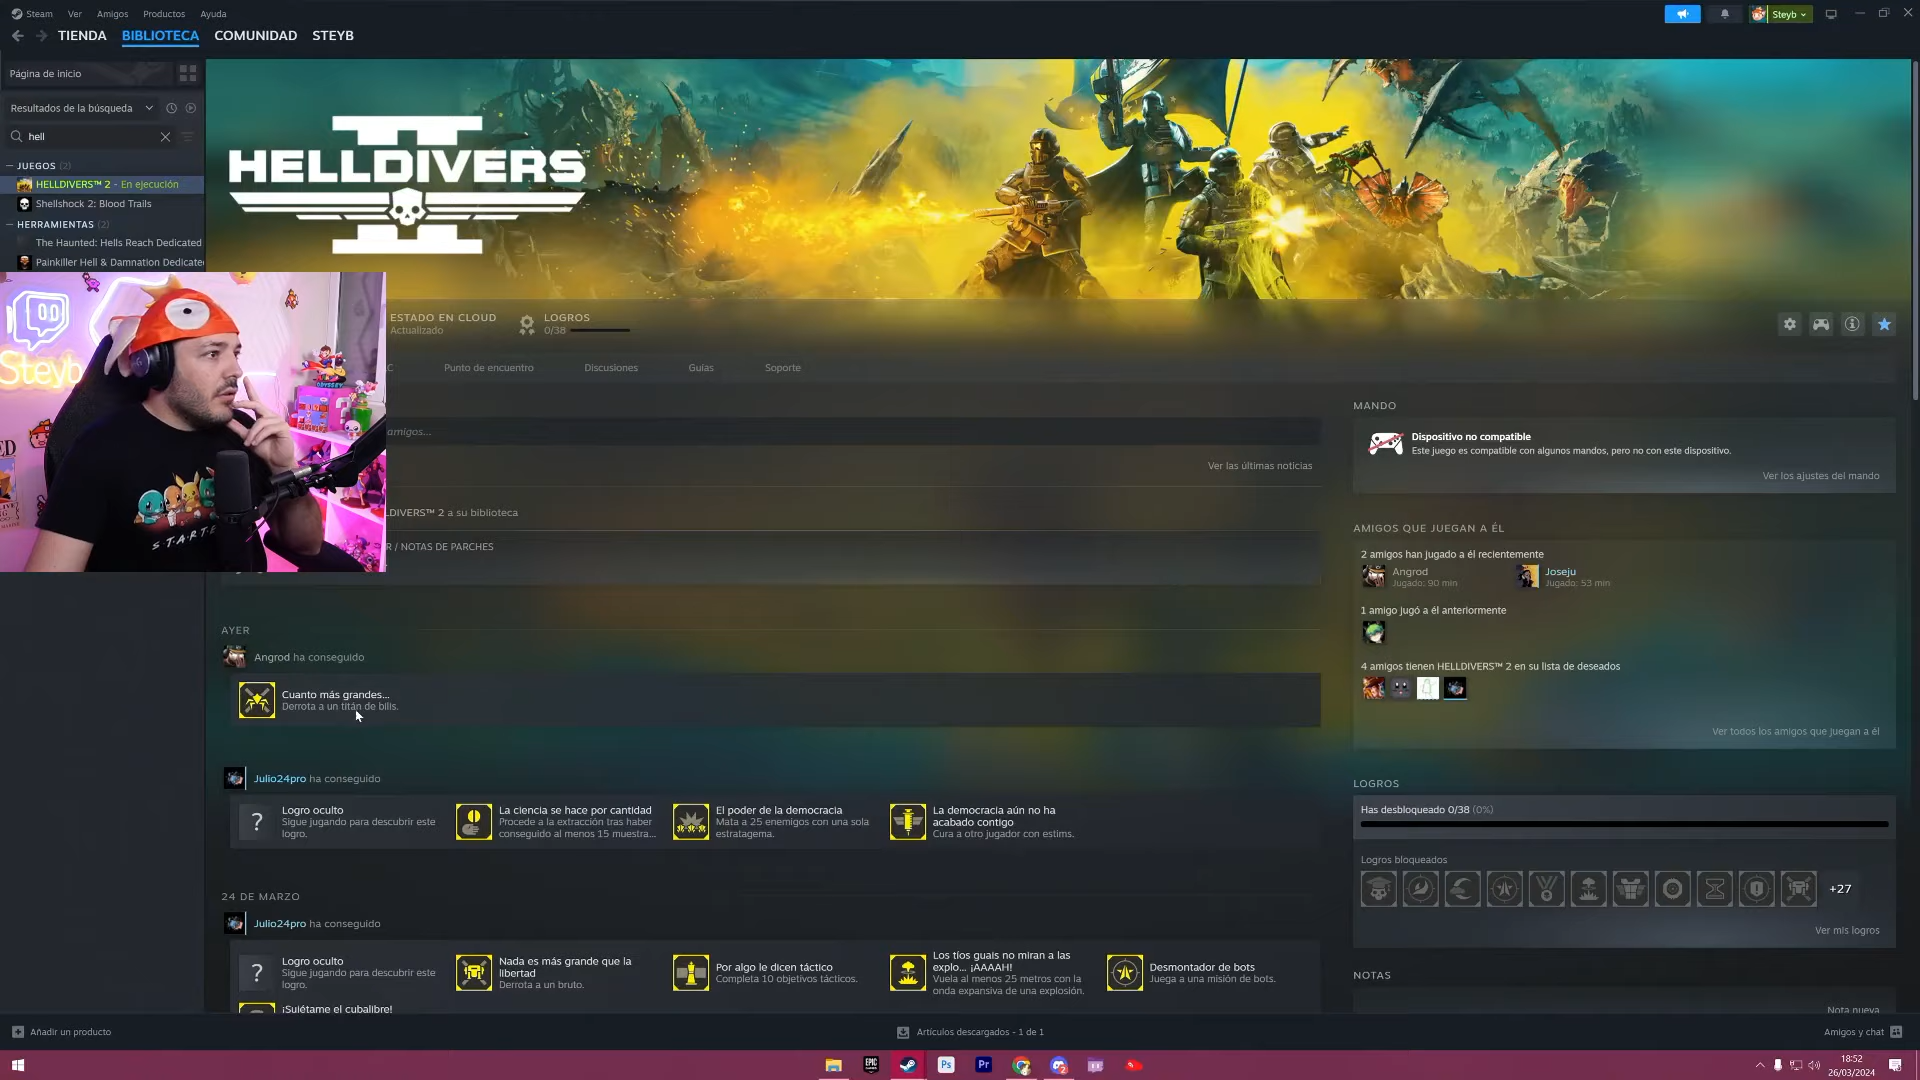 Steam Ver Amigos Productos Ayuda
Steyb
TIENDA BIBLIOTECA COMUNIDAD STEYB
Página de inicio
Resultados de la búsqueda
hell
JUEGOS (2)
HELLDIVERS™ 2 - En ejecución
Shellshock 2: Blood Trails
HERRAMIENTAS (2)
The Haunted: Hells Reach Dedicated
Painkiller Hell & Damnation Dedicate
II
HELLDIVERS
Steyb
S.T.A.R.T.E
ODYSSEY
ESTADO EN CLOUD
Actualizado
LOGROS
0/38
Punto de encuentro Discusiones Guías Soporte
amigos...
Ver las últimas noticias
LDIVERS™ 2 a su biblioteca
R / NOTAS DE PARCHES
AYER
Angrod ha conseguido
Cuanto más grandes...
Derrota a un titán de bilis.
Julio24pro ha conseguido
Logro oculto
Sigue jugando para descubrir este
logro.
La ciencia se hace por cantidad
Procede a la extracción tras haber
conseguido al menos 15 muestra...
El poder de la democracia
Mata a 25 enemigos con una sola
estratagema.
La democracia aún no ha
acabado contigo
Cura a otro jugador con estims.
24 DE MARZO
Julio24pro ha conseguido
Logro oculto
Sigue jugando para descubrir este
logro.
Nada es más grande que la
libertad
Derrota a un bruto.
Por algo le dicen táctico
Completa 10 objetivos tácticos.
Los tíos guais no miran a las
explo... ¡AAAAH!
Vuela al menos 25 metros con la
onda expansiva de una explosión.
Desmontador de bots
Juega a una misión de bots.
¡Sujétame el cubalibre!
MANDO
Dispositivo no compatible
Este juego es compatible con algunos mandos, pero no con este dispositivo.
Ver los ajustes del mando
AMIGOS QUE JUEGAN A ÉL
2 amigos han jugado a él recientemente
Angrod
Jugado: 90 min
Joseju
Jugado: 53 min
1 amigo jugó a él anteriormente
4 amigos tienen HELLDIVERS™ 2 en su lista de deseados
Ver todos los amigos que juegan a él
LOGROS
Has desbloqueado 0/38 (0%)
Logros bloqueados
+27
Ver mis logros
NOTAS
Nota nueva
Añadir un producto
Artículos descargados - 1 de 1
Amigos y chat
EPIC
Ps
Pr
18:52
26/03/2024